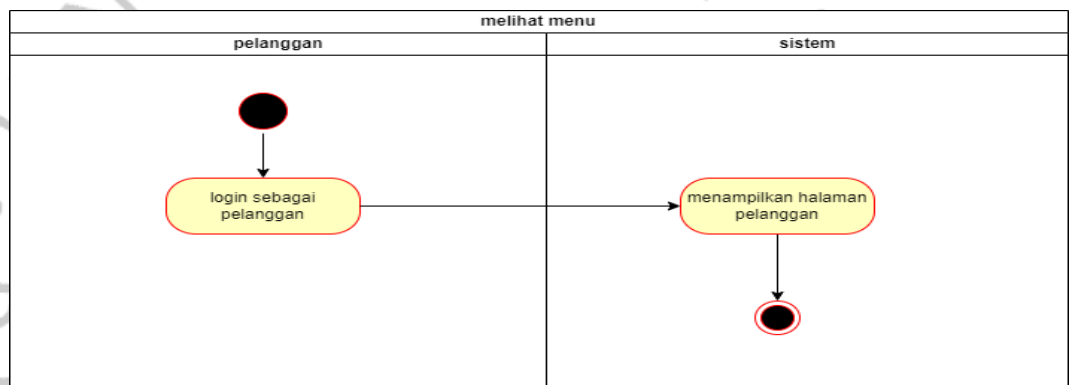 melihat menu
pelanggan
sistem
login sebagai
pelanggan
menampilkan halaman
pelanggan